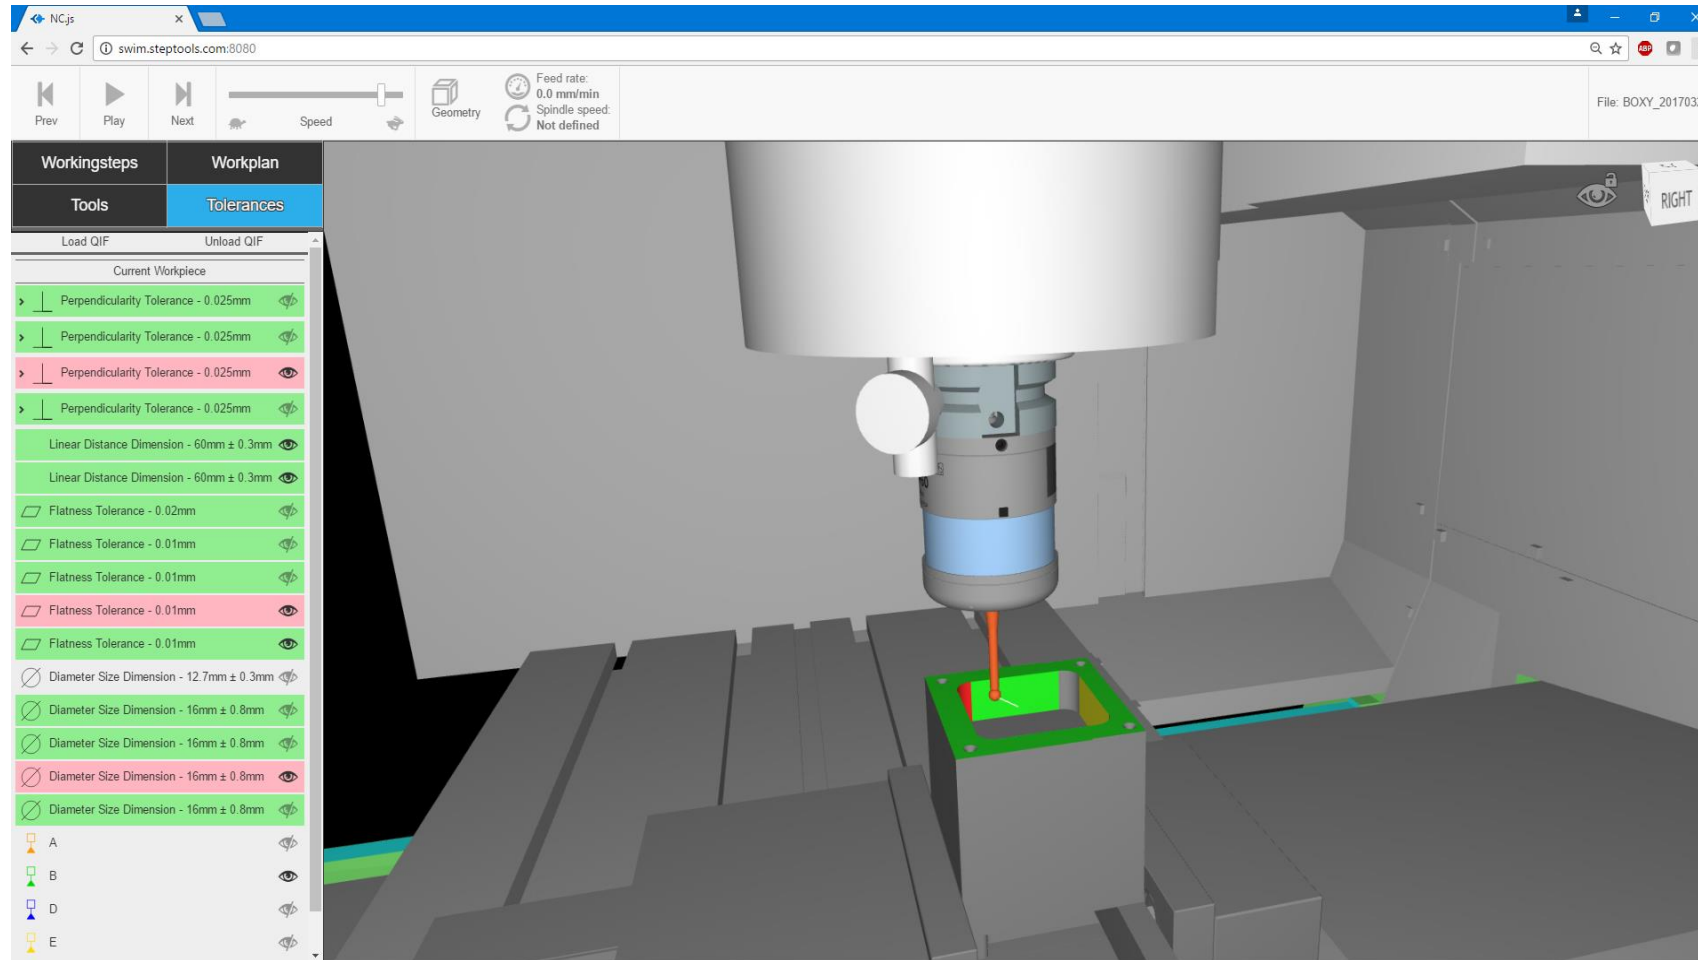 NC.js
swim.steptools.com:8080
ABP
Prev
Play
Next
Speed
Geometry
Feed rate:
0.0 mm/min
Spindle speed:
Not defined
File: BOXY_201703
Workingsteps
Workplan
Tools
Tolerances
Load QIF
Unload QIF
Current Workpiece
Perpendicularity Tolerance - 0.025mm
Perpendicularity Tolerance - 0.025mm
Perpendicularity Tolerance - 0.025mm
Perpendicularity Tolerance - 0.025mm
Linear Distance Dimension - 60mm ± 0.3mm
Linear Distance Dimension - 60mm ± 0.3mm
Flatness Tolerance - 0.02mm
Flatness Tolerance - 0.01mm
Flatness Tolerance - 0.01mm
Flatness Tolerance - 0.01mm
Flatness Tolerance - 0.01mm
Diameter Size Dimension - 12.7mm ± 0.3mm
Diameter Size Dimension - 16mm ± 0.8mm
Diameter Size Dimension - 16mm ± 0.8mm
Diameter Size Dimension - 16mm ± 0.8mm
Diameter Size Dimension - 16mm ± 0.8mm
A
B
D
E
RIGHT